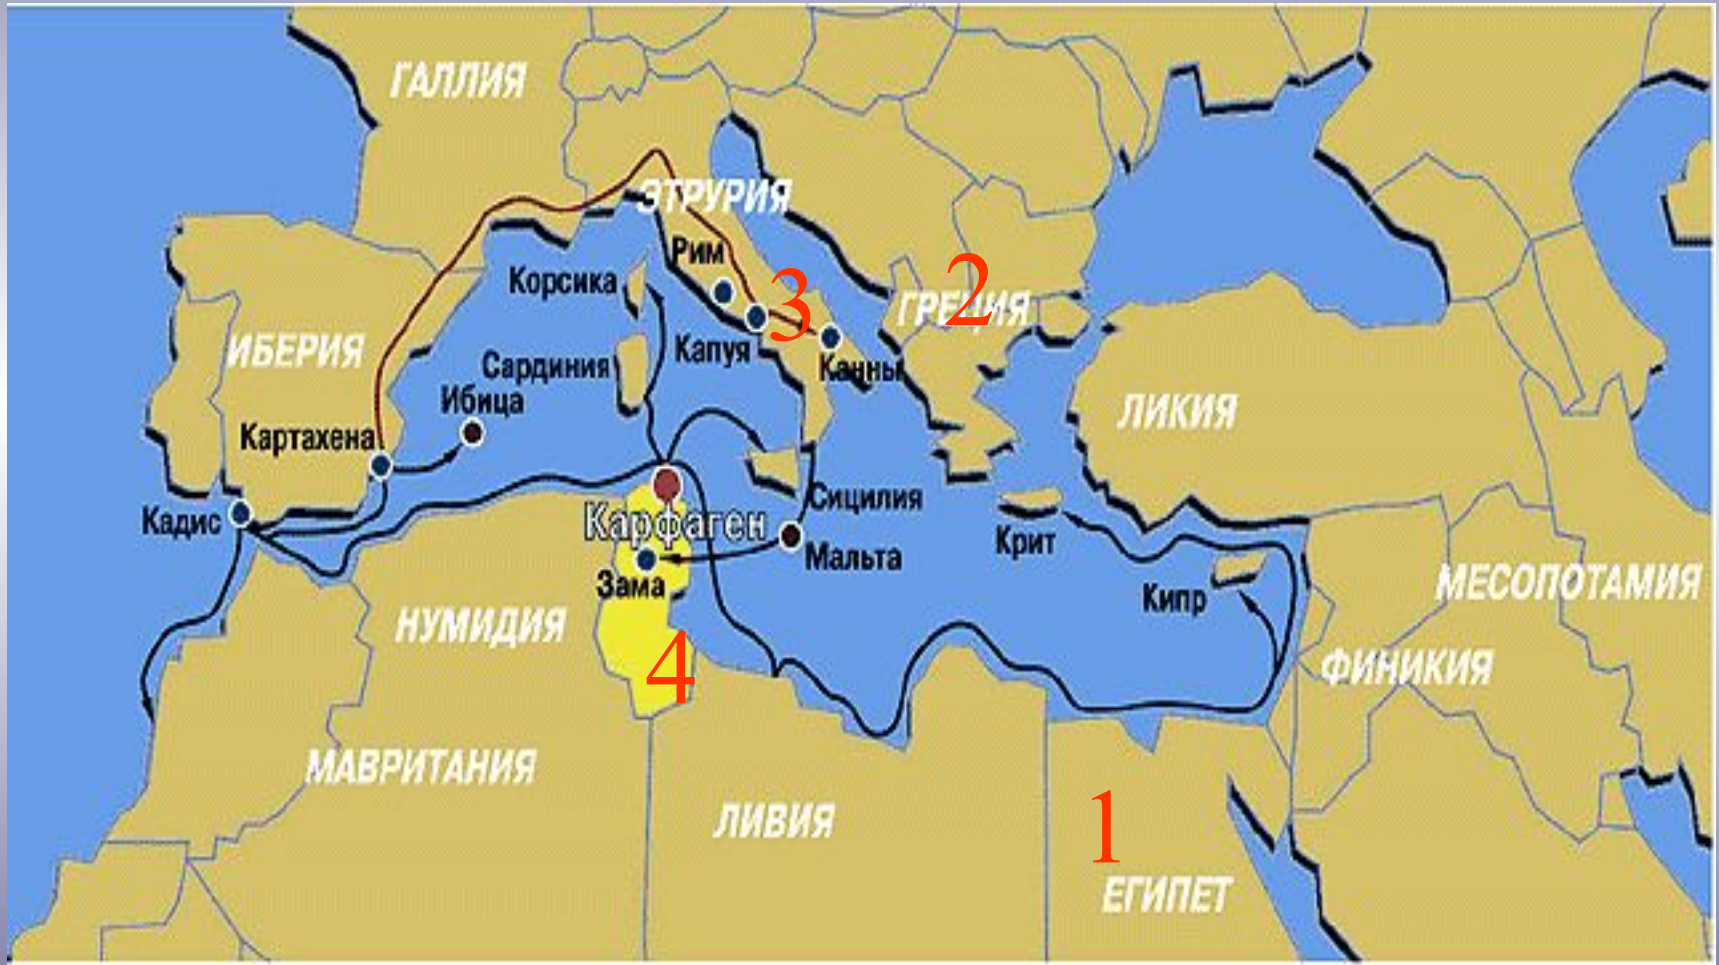 ГАЛЛИЯ
ЭТРУРИЯ
Рим
Корсика
3
2
ГРЕЦИЯ
ИБЕРИЯ
Капуя
Сардиния
Канны
Ибица
ЛИКИЯ
Картахена
Сицилия
Кадис
Карфаген
Крит
Мальта
Зама
МЕСОПОТАМИЯ
Кипр
НУМИДИЯ
4
ФИНИКИЯ
МАВРИТАНИЯ
ЛИВИЯ
1
ЕГИПЕТ